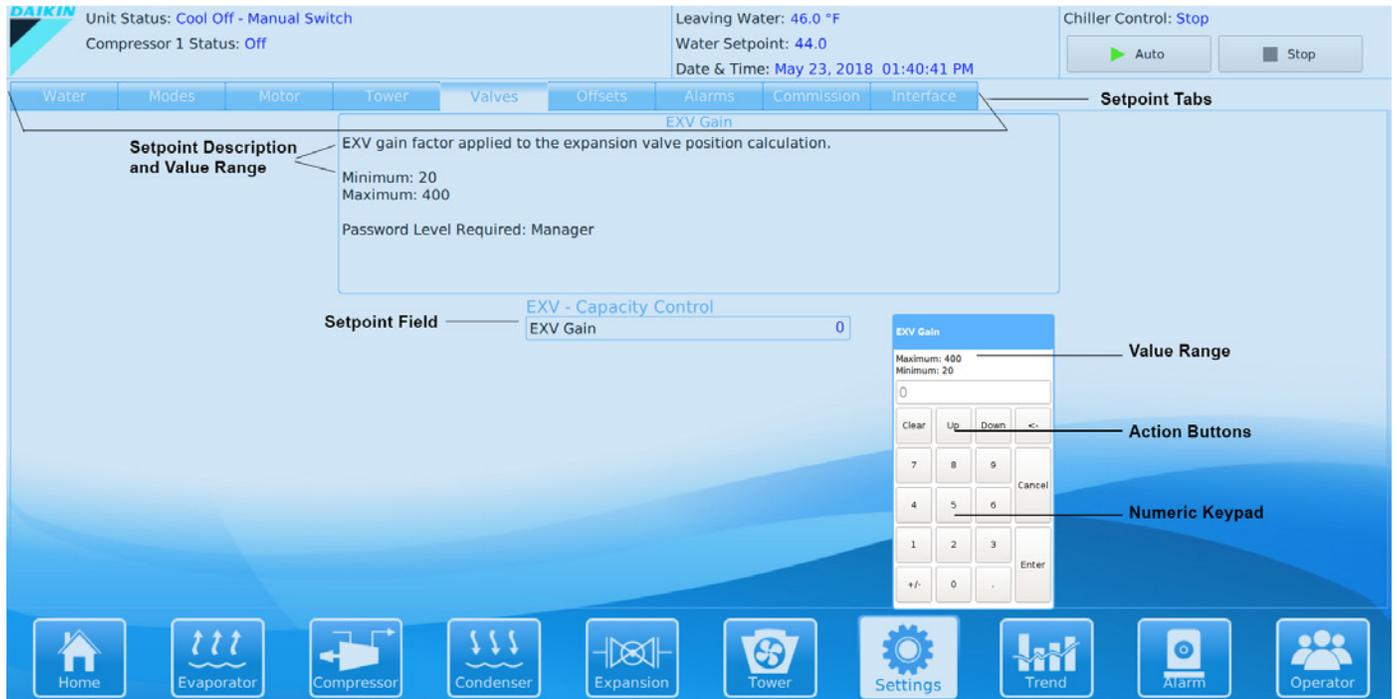 DAIKIN
Unit Status: Cool Off - Manual Switch
Compressor 1 Status: Off
Leaving Water: 46.0 °F
Water Setpoint: 44.0
Date & Time: May 23, 2018 01:40:41 PM
Chiller Control: Stop
Auto
Stop
Water
Modes
Motor
Tower
Valves
Offsets
Alarms
Commission
Interface
Setpoint Tabs
EXV Gain
Setpoint Description
and Value Range
EXV gain factor applied to the expansion valve position calculation.
Minimum: 20
Maximum: 400
Password Level Required: Manager
EXV - Capacity Control
Setpoint Field
EXV Gain 0
EXV Gain
Maximum: 400
Minimum: 20
Value Range
0
Clear Up Down <-
Action Buttons
7 8 9
Cancel
4 5 6
Numeric Keypad
1 2 3
Enter
+/- 0 .
Home
Evaporator
Compressor
Condenser
Expansion
Tower
Settings
Trend
Alarm
Operator